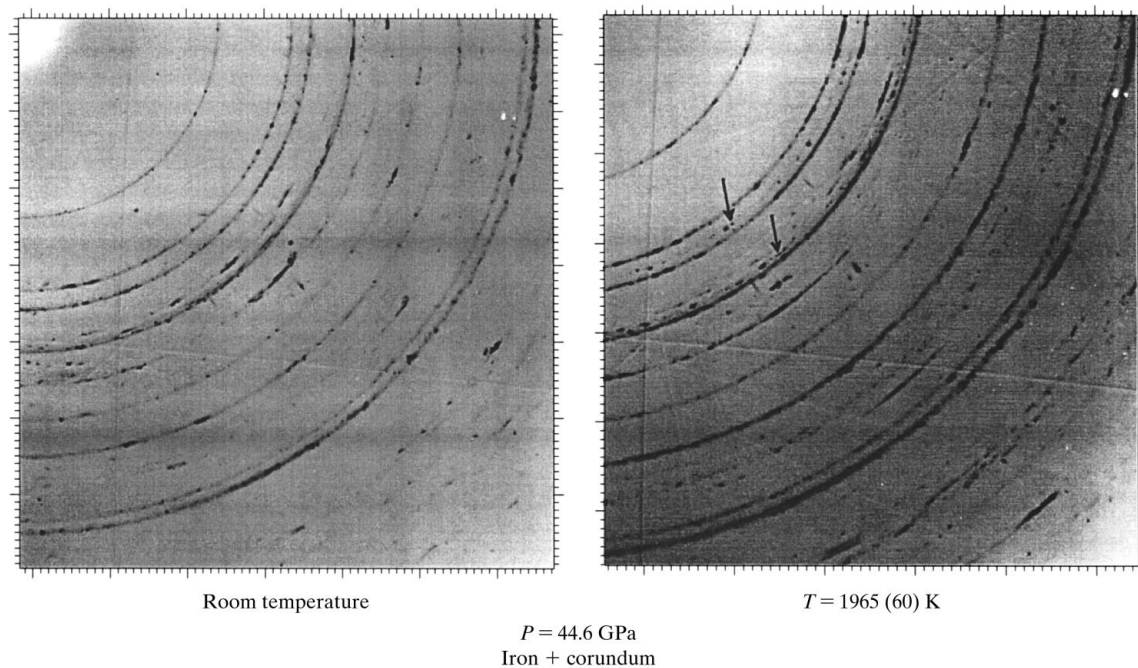 Room temperature
T = 1965 (60) K
P = 44.6 GPa
Iron + corundum